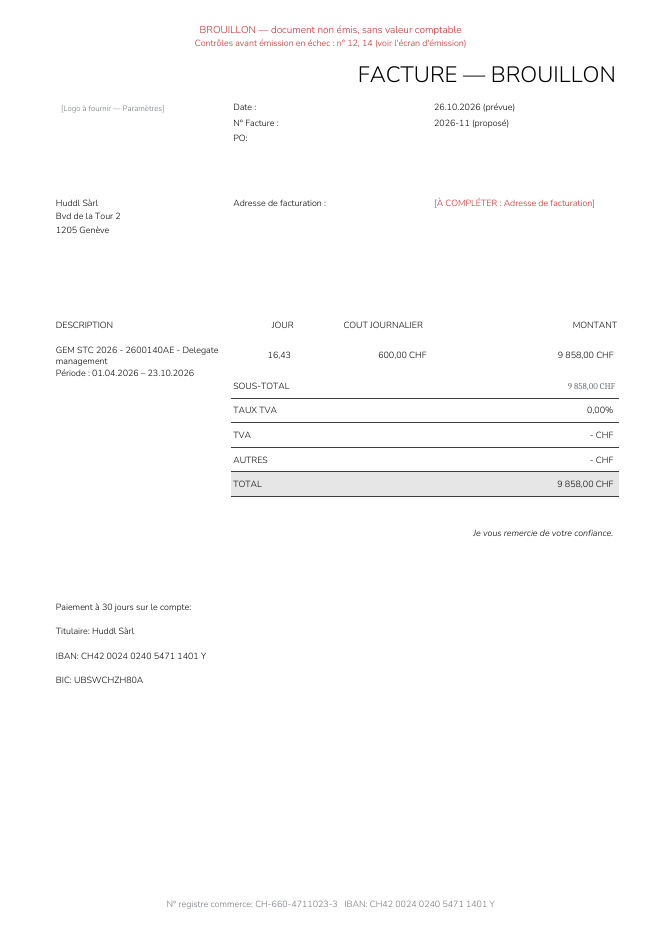 BROUILLON — document non émis, sans valeur comptable
Contrôles avant émission en échec : n° 12, 14 (voir l'écran d'émission)
FACTURE — BROUILLON
[Logo à fournir — Paramètres]
Date : 26.10.2026 (prévue)
N° Facture : 2026-11 (proposé)
PO:
Huddl Sàrl
Bvd de la Tour 2
1205 Genève
Adresse de facturation : [À COMPLÉTER : Adresse de facturation]
DESCRIPTION JOUR COUT JOURNALIER MONTANT
GEM STC 2026 - 2600140AE - Delegate
management
Période : 01.04.2026 – 23.10.2026
16,43 600,00 CHF 9 858,00 CHF
SOUS-TOTAL 9 858,00 CHF
TAUX TVA 0,00%
TVA - CHF
AUTRES - CHF
TOTAL 9 858,00 CHF
Je vous remercie de votre confiance.
Paiement à 30 jours sur le compte:
Titulaire: Huddl Sàrl
IBAN: CH42 0024 0240 5471 1401 Y
BIC: UBSWCHZH80A
N° registre commerce: CH-660-4711023-3 IBAN: CH42 0024 0240 5471 1401 Y